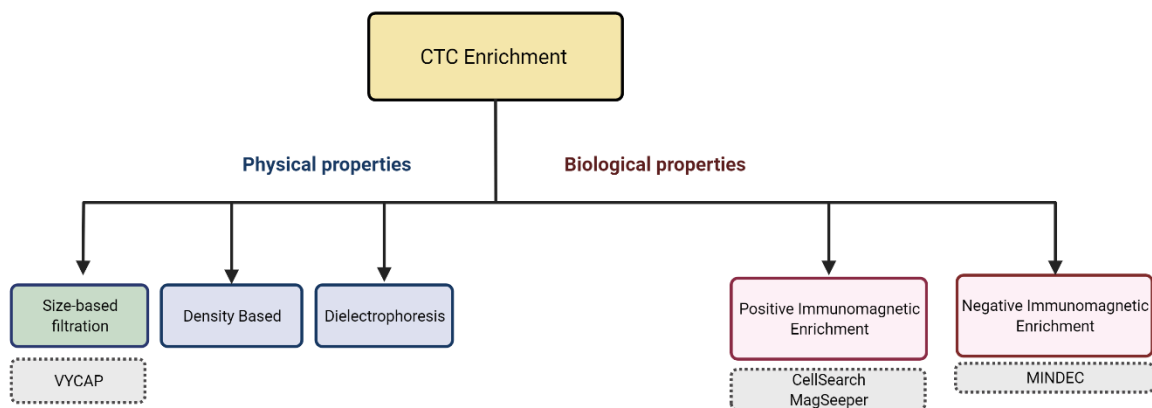 CTC Enrichment
Physical properties
Biological properties
Size-based
filtration
Density Based
Dielectrophoresis
Positive Immunomagnetic
Enrichment
Negative Immunomagnetic
Enrichment
VYCAP
CellSearch
MagSeeper
MINDEC